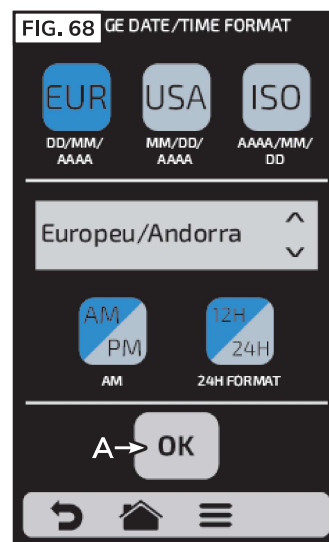 FIG. 68
GE DATE/TIME FORMAT
EUR USA ISO
DD/MM/ MM/DD/ AAAA/MM/
AAAA AAAA DD
Europeu/Andorra
AM 12H
PM 24H
AM 24H FORMAT
A OK